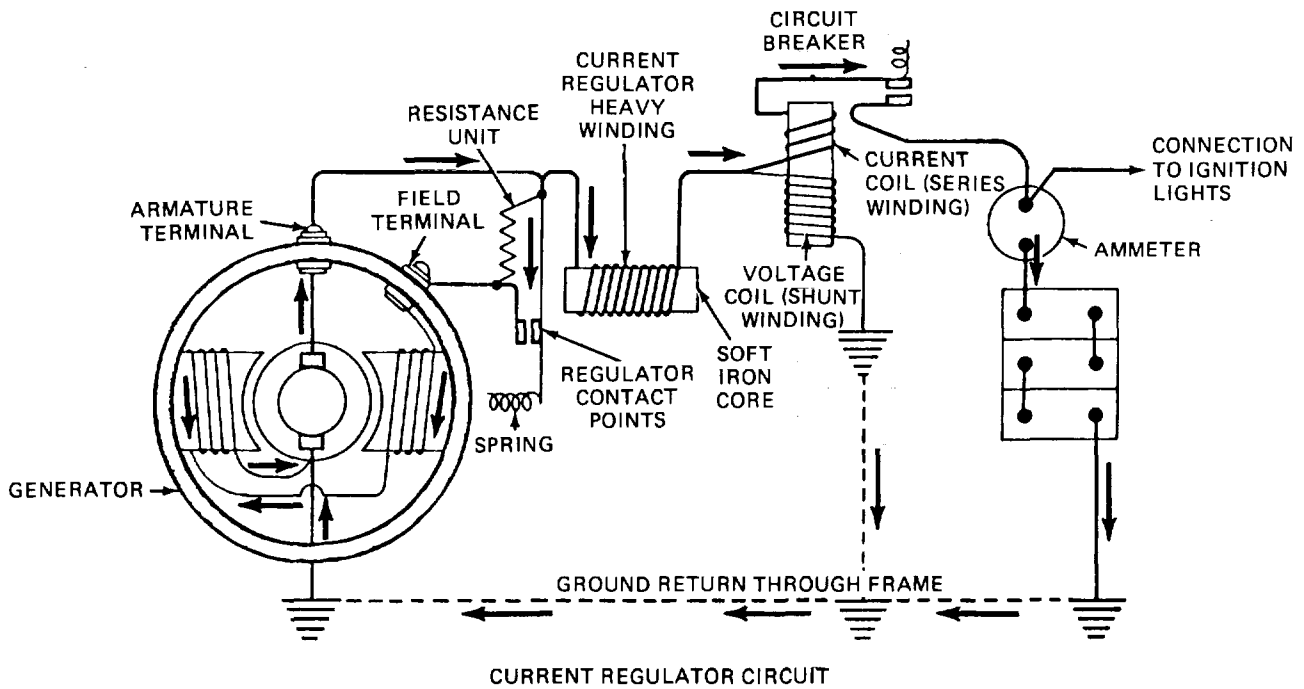 CIRCUIT
BREAKER
CURRENT
REGULATOR
HEAVY
WINDING
RESISTANCE
UNIT
FIELD
TERMINAL
ARMATURE
TERMINAL
CONNECTION
TO IGNITION
LIGHTS
CURRENT
COIL (SERIES
WINDING)
AMMETER
VOLTAGE
COIL (SHUNT
WINDING)
SOFT
IRON
CORE
REGULATOR
CONTACT
POINTS
SPRING
GENERATOR
GROUND RETURN THROUGH FRAME
CURRENT REGULATOR CIRCUIT